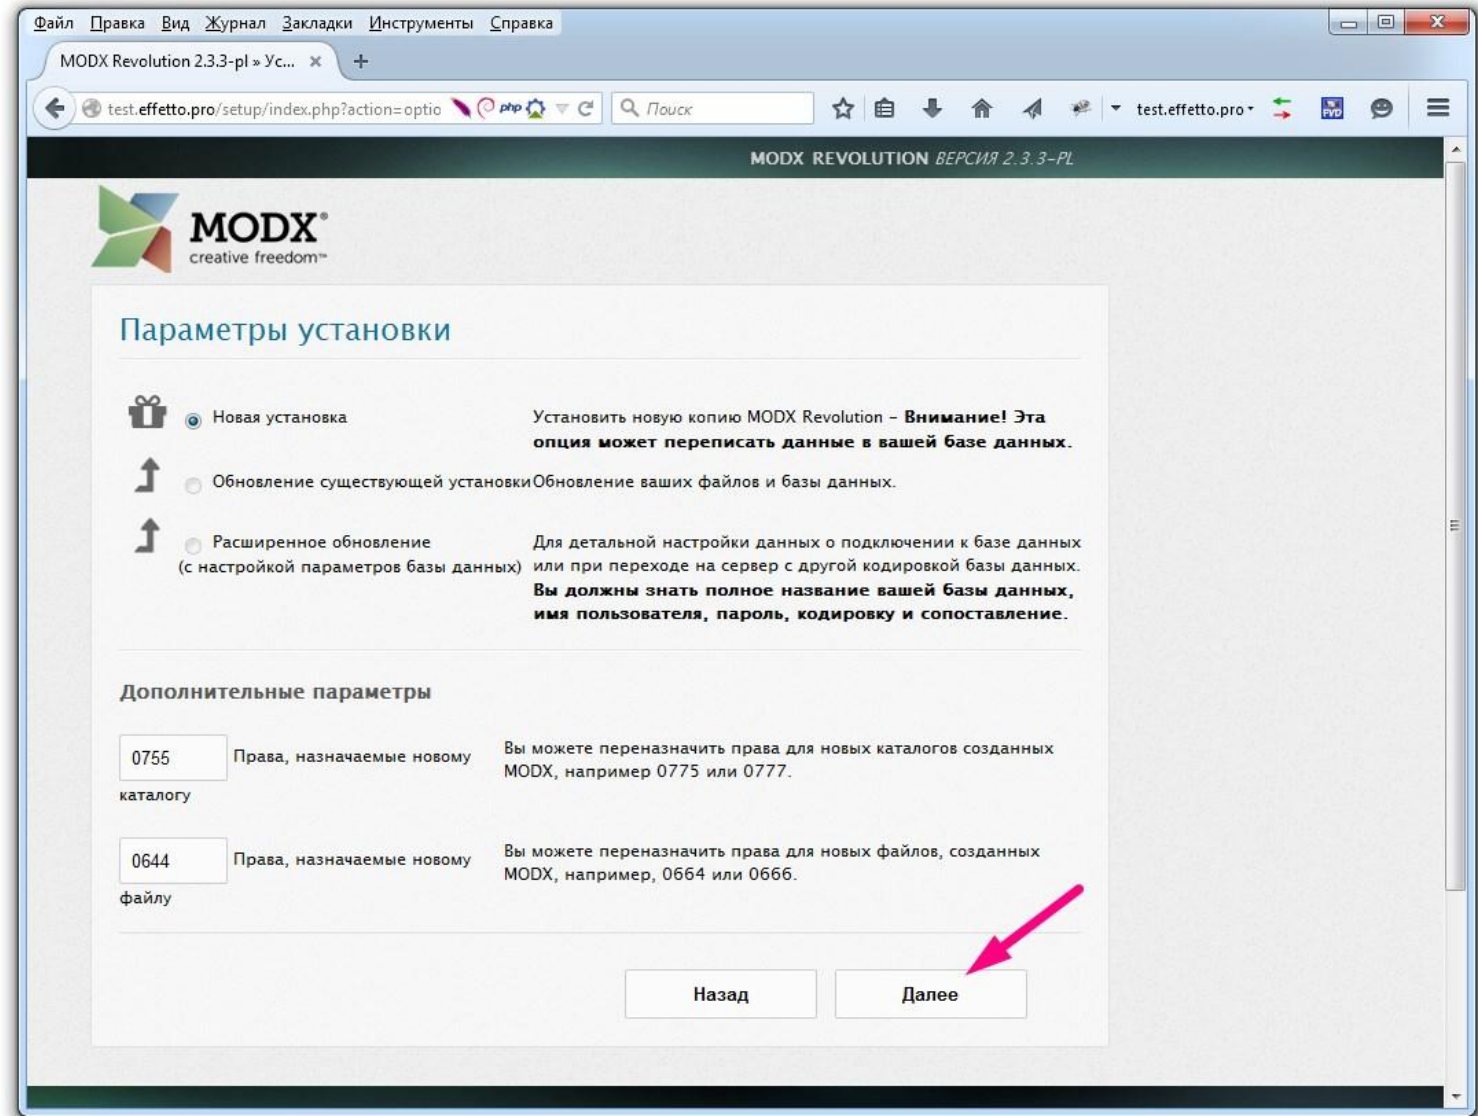 Файл Правка Вид Журнал Закладки Инструменты Справка
MODX Revolution 2.3.3-pl » Ус...
test.effetto.pro/setup/index.php?action=optio
php
Поиск
test.effetto.pro
PVD
MODX REVOLUTION ВЕРСИЯ 2.3.3-PL
MODX®
creative freedom™
Параметры установки
Новая установка
Установить новую копию MODX Revolution – Внимание! Эта
опция может переписать данные в вашей базе данных.
Обновление существующей установки Обновление ваших файлов и базы данных.
Расширенное обновление
(с настройкой параметров базы данных)
Для детальной настройки данных о подключении к базе данных
или при переходе на сервер с другой кодировкой базы данных.
Вы должны знать полное название вашей базы данных,
имя пользователя, пароль, кодировку и сопоставление.
Дополнительные параметры
0755 Права, назначаемые новому
каталогу
Вы можете переназначить права для новых каталогов созданных
MODX, например 0775 или 0777.
0644 Права, назначаемые новому
файлу
Вы можете переназначить права для новых файлов, созданных
MODX, например, 0664 или 0666.
Назад Далее